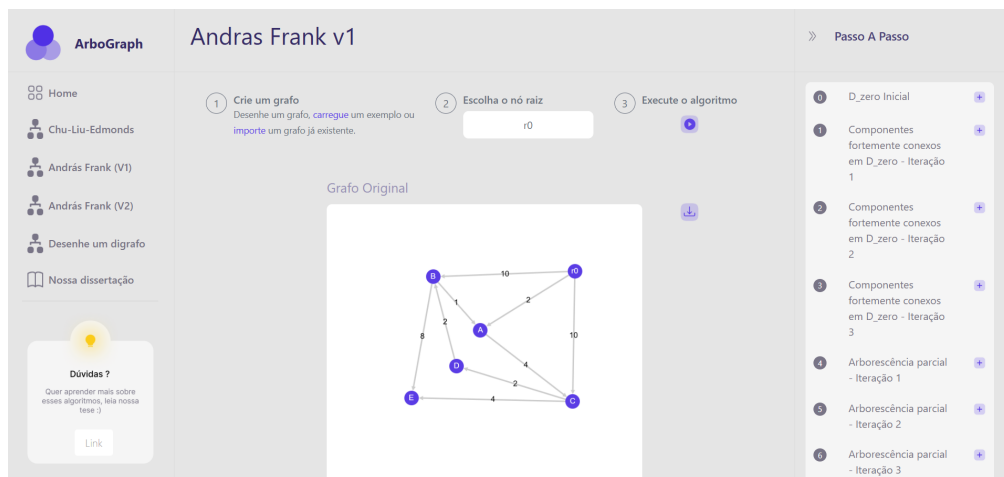 ArboGraph
Home
Chu-Liu-Edmonds
András Frank (V1)
András Frank (V2)
Desenhe um digrafo
Nossa dissertação
Dúvidas ?
Quer aprender mais sobre
esses algoritmos, leia nossa
tese :)
Link
Andras Frank v1
1
Crie um grafo
Desenhe um grafo, carregue um exemplo ou
importe um grafo já existente.
2
Escolha o nó raiz
r0
3
Execute o algoritmo
Grafo Original
B
10
r0
1
2
A
2
8
10
D
4
2
E
4
C
Passo A Passo
0
D_zero Inicial
+
1
Componentes
fortemente conexos
em D_zero - Iteração
1
+
2
Componentes
fortemente conexos
em D_zero - Iteração
2
+
3
Componentes
fortemente conexos
em D_zero - Iteração
3
+
4
Arborescência parcial
- Iteração 1
+
5
Arborescência parcial
- Iteração 2
+
6
Arborescência parcial
- Iteração 3
+